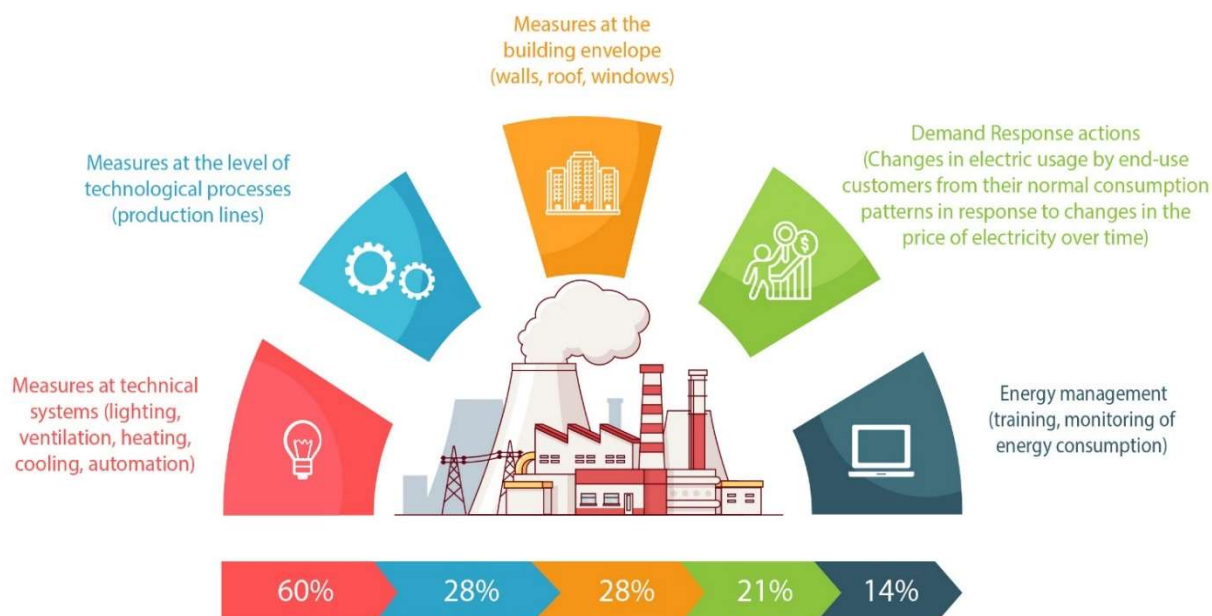 Measures at the
building envelope
(walls, roof, windows)
Measures at the level of
technological processes
(production lines)
Demand Response actions
(Changes in electric usage by end-use
customers from their normal consumption
patterns in response to changes in the
price of electricity over time)
$
Measures at technical
systems (lighting,
ventilation, heating,
cooling, automation)
Energy management
(training, monitoring of
energy consumption)
60%
28%
28%
21%
14%